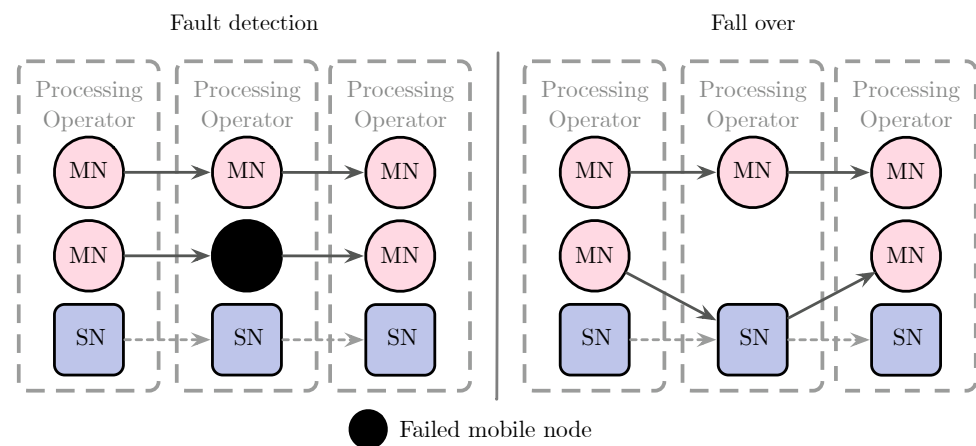 Fault detection
Fall over
Processing Operator
Processing Operator
Processing Operator
Processing Operator
Processing Operator
Processing Operator
MN
MN
MN
MN
MN
MN
MN
MN
MN
MN
SN
SN
SN
SN
SN
SN
Failed mobile node